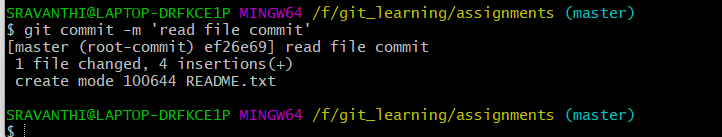 SRAVANTHI@LAPTOP-DRFKCE1P MINGW64 /f/git_learning/assignments (master)
$ git commit -m 'read file commit'
[master (root-commit) ef26e69] read file commit
 1 file changed, 4 insertions(+)
 create mode 100644 README.txt

SRAVANTHI@LAPTOP-DRFKCE1P MINGW64 /f/git_learning/assignments (master)
$